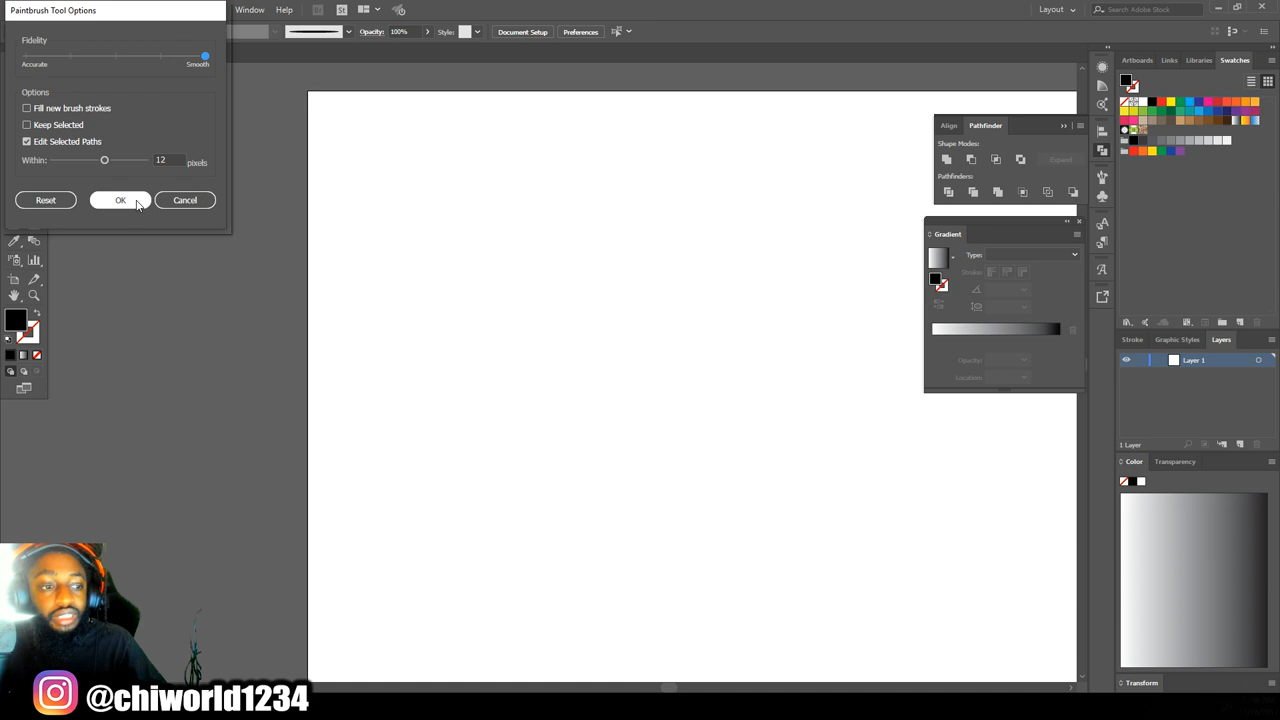 Paintbrush Tool Options
Window Help
Layout
Search Adobe Stock
Fidelity
Opacity: 100% Style: Document Setup Preferences
Accurate Smooth
Artboards Links Libraries Swatches
Options
Fill new brush strokes
Keep Selected
Edit Selected Paths
Within: 12 pixels
Reset OK Cancel
Align Pathfinder
Shape Modes:
Expand
Pathfinders:
Gradient
Type:
Stroke:
Opacity:
Location:
Stroke Graphic Styles Layers
Layer 1
1 Layer
Color Transparency
Transform
@chiworld1234